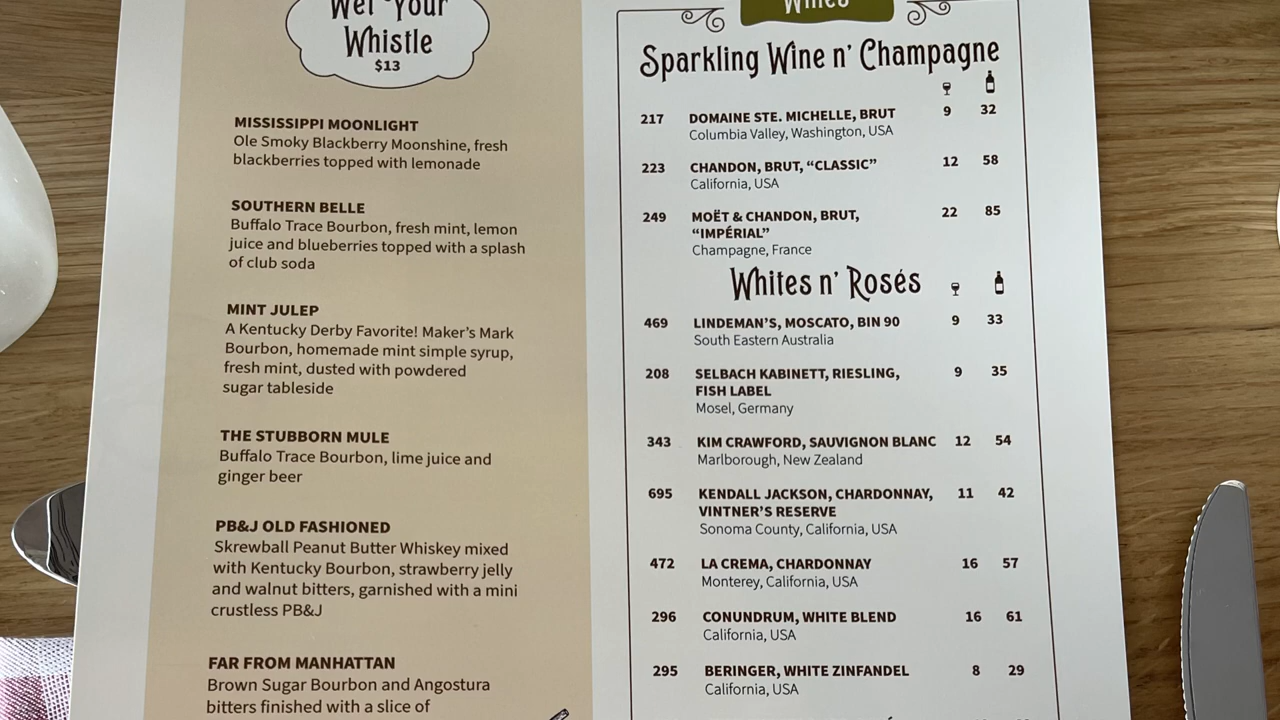 Wet Your
Whistle
$13
MISSISSIPPI MOONLIGHT
Ole Smoky Blackberry Moonshine, fresh
blackberries topped with lemonade
SOUTHERN BELLE
Buffalo Trace Bourbon, fresh mint, lemon
juice and blueberries topped with a splash
of club soda
MINT JULEP
A Kentucky Derby Favorite! Maker's Mark
Bourbon, homemade mint simple syrup,
fresh mint, dusted with powdered
sugar tableside
THE STUBBORN MULE
Buffalo Trace Bourbon, lime juice and
ginger beer
PB&J OLD FASHIONED
Skrewball Peanut Butter Whiskey mixed
with Kentucky Bourbon, strawberry jelly
and walnut bitters, garnished with a mini
crustless PB&J
FAR FROM MANHATTAN
Brown Sugar Bourbon and Angostura
bitters finished with a slice of
Wines
Sparkling Wine n' Champagne
217 DOMAINE STE. MICHELLE, BRUT 9 32
Columbia Valley, Washington, USA
223 CHANDON, BRUT, “CLASSIC” 12 58
California, USA
249 MOËT & CHANDON, BRUT, 22 85
“IMPÉRIAL”
Champagne, France
Whites n' Rosés
469 LINDEMAN'S, MOSCATO, BIN 90 9 33
South Eastern Australia
208 SELBACH KABINETT, RIESLING, 9 35
FISH LABEL
Mosel, Germany
343 KIM CRAWFORD, SAUVIGNON BLANC 12 54
Marlborough, New Zealand
695 KENDALL JACKSON, CHARDONNAY, 11 42
VINTNER'S RESERVE
Sonoma County, California, USA
472 LA CREMA, CHARDONNAY 16 57
Monterey, California, USA
296 CONUNDRUM, WHITE BLEND 16 61
California, USA
295 BERINGER, WHITE ZINFANDEL 8 29
California, USA